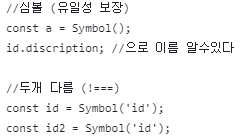 //심볼 (유일성 보장)
const a = Symbol();
id.discription; //으로 이름 알수있다
//두개 다름 (!===)
const id = Symbol('id');
const id2 = Symbol('id');